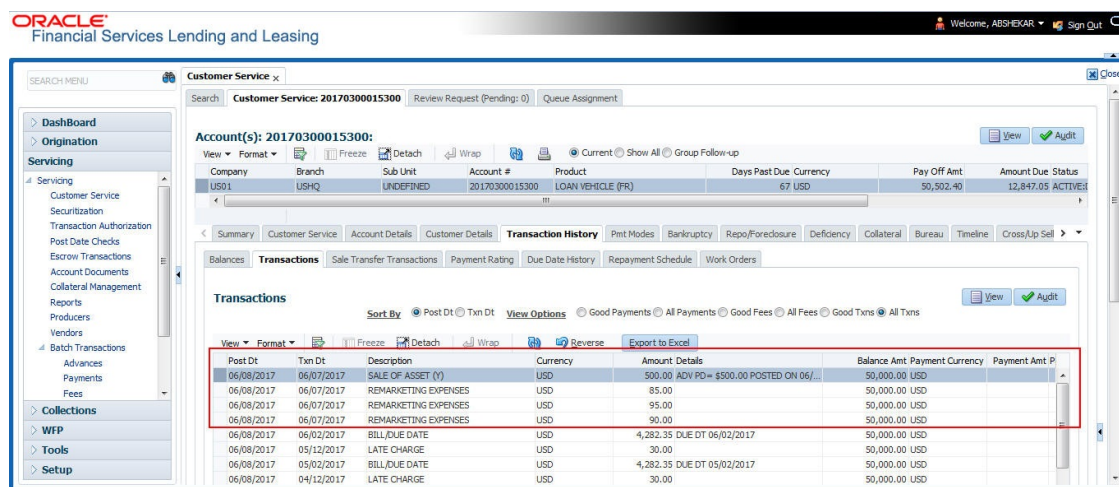 ORACLE
Financial Services Lending and Leasing
Welcome, ABSHEKAR Sign Out
SEARCH MENU
Customer Service x
Close
Search Customer Service: 20170300015300 Review Request (Pending: 0) Queue Assignment
DashBoard
Origination
Servicing
Servicing
Customer Service
Securitization
Transaction Authorization
Post Date Checks
Escrow Transactions
Account Documents
Collateral Management
Reports
Producers
Vendors
Batch Transactions
Advances
Payments
Fees
Collections
WFP
Tools
Setup
Account(s): 20170300015300:
View Audit
View Format Freeze Detach Wrap Current Show All Group Follow-up
Company Branch Sub Unit Account # Product Days Past Due Currency Pay Off Amt Amount Due Status
US01 USHQ UNDEFINED 20170300015300 LOAN VEHICLE (FR) 67 USD 50,502.40 12,847.05
Summary Customer Service Account Details Customer Details Transaction History Pmt Modes Bankruptcy Repo/Foreclosure Deficiency Collateral Bureau Timeline Cross/Up Sell
Balances Transactions Sale Transfer Transactions Payment Rating Due Date History Repayment Schedule Work Orders
Transactions
View Audit
Sort By Post Dt Txn Dt View Options Good Payments All Payments Good Fees All Fees Good Txns All Txns
View Format Freeze Detach Wrap Reverse Export to Excel
Post Dt Txn Dt Description Currency Amount Details Balance Amt Payment Currency Payment Amt P
06/08/2017 06/07/2017 SALE OF ASSET (Y) USD 500.00 ADV PD= $500.00 POSTED ON 06/... 50,000.00 USD
06/08/2017 06/07/2017 REMARKETING EXPENSES USD 85.00 50,000.00 USD
06/08/2017 06/07/2017 REMARKETING EXPENSES USD 95.00 50,000.00 USD
06/08/2017 06/07/2017 REMARKETING EXPENSES USD 90.00 50,000.00 USD
06/08/2017 06/02/2017 BILL/DUE DATE USD 4,282.35 DUE DT 06/02/2017 50,000.00 USD
06/08/2017 05/12/2017 LATE CHARGE USD 30.00 50,000.00 USD
06/08/2017 05/02/2017 BILL/DUE DATE USD 4,282.35 DUE DT 05/02/2017 50,000.00 USD
06/08/2017 04/12/2017 LATE CHARGE USD 30.00 50,000.00 USD